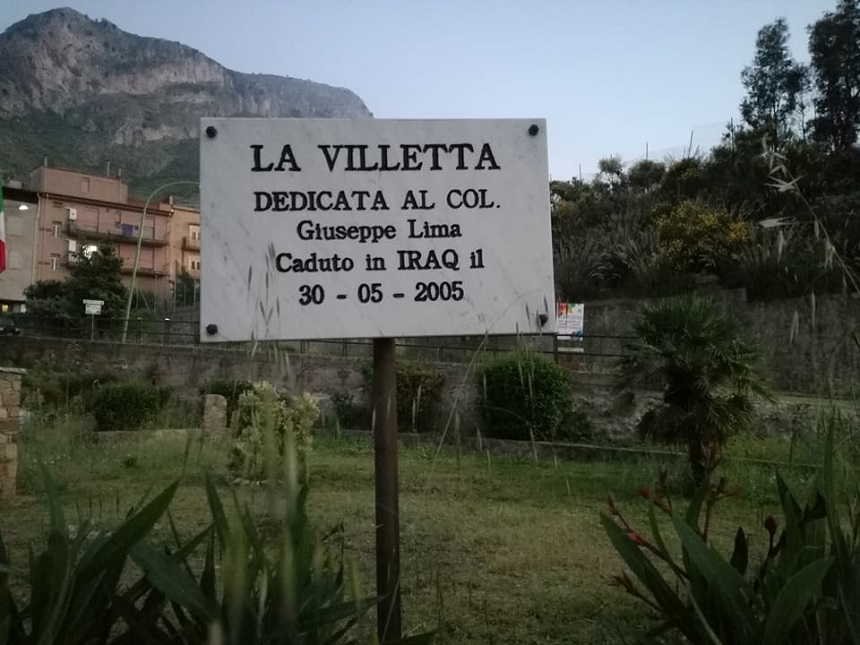 LA VILLETTA
DEDICATA AL COL.
Giuseppe Lima
Caduto in IRAQ il
30 - 05 - 2005